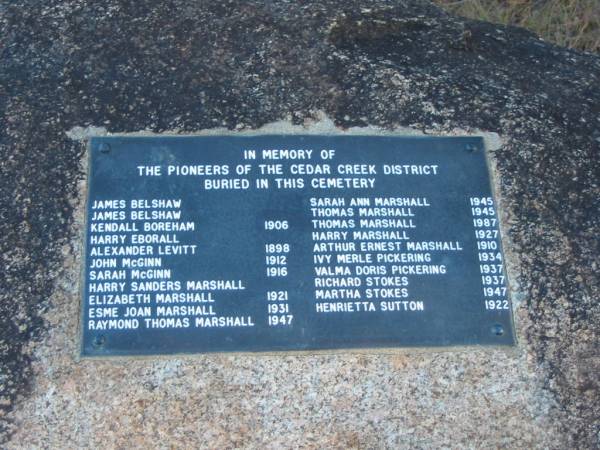 IN MEMORY OF
THE PIONEERS OF THE CEDAR CREEK DISTRICT
BURIED IN THIS CEMETERY
JAMES BELSHAW
JAMES BELSHAW
KENDALL BOREHAM 1906
HARRY EBORALL
ALEXANDER LEVITT 1898
JOHN McGINN 1912
SARAH McGINN 1916
HARRY SANDERS MARSHALL
ELIZABETH MARSHALL 1921
ESME JOAN MARSHALL 1931
RAYMOND THOMAS MARSHALL 1947
SARAH ANN MARSHALL 1945
THOMAS MARSHALL 1945
THOMAS MARSHALL 1987
HARRY MARSHALL 1927
ARTHUR ERNEST MARSHALL 1910
IVY MERLE PICKERING 1934
VALMA DORIS PICKERING 1937
RICHARD STOKES 1937
MARTHA STOKES 1947
HENRIETTA SUTTON 1922